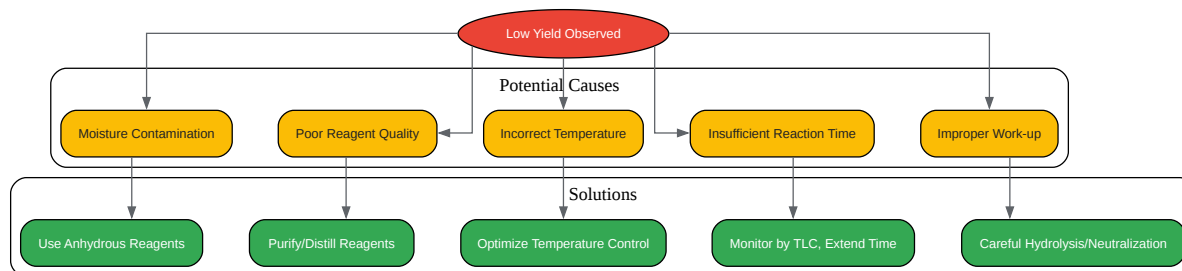 Low Yield Observed
Potential Causes
Moisture Contamination
Poor Reagent Quality
Incorrect Temperature
Insufficient Reaction Time
Improper Work-up
Solutions
Use Anhydrous Reagents
Purify/Distill Reagents
Optimize Temperature Control
Monitor by TLC, Extend Time
Careful Hydrolysis/Neutralization